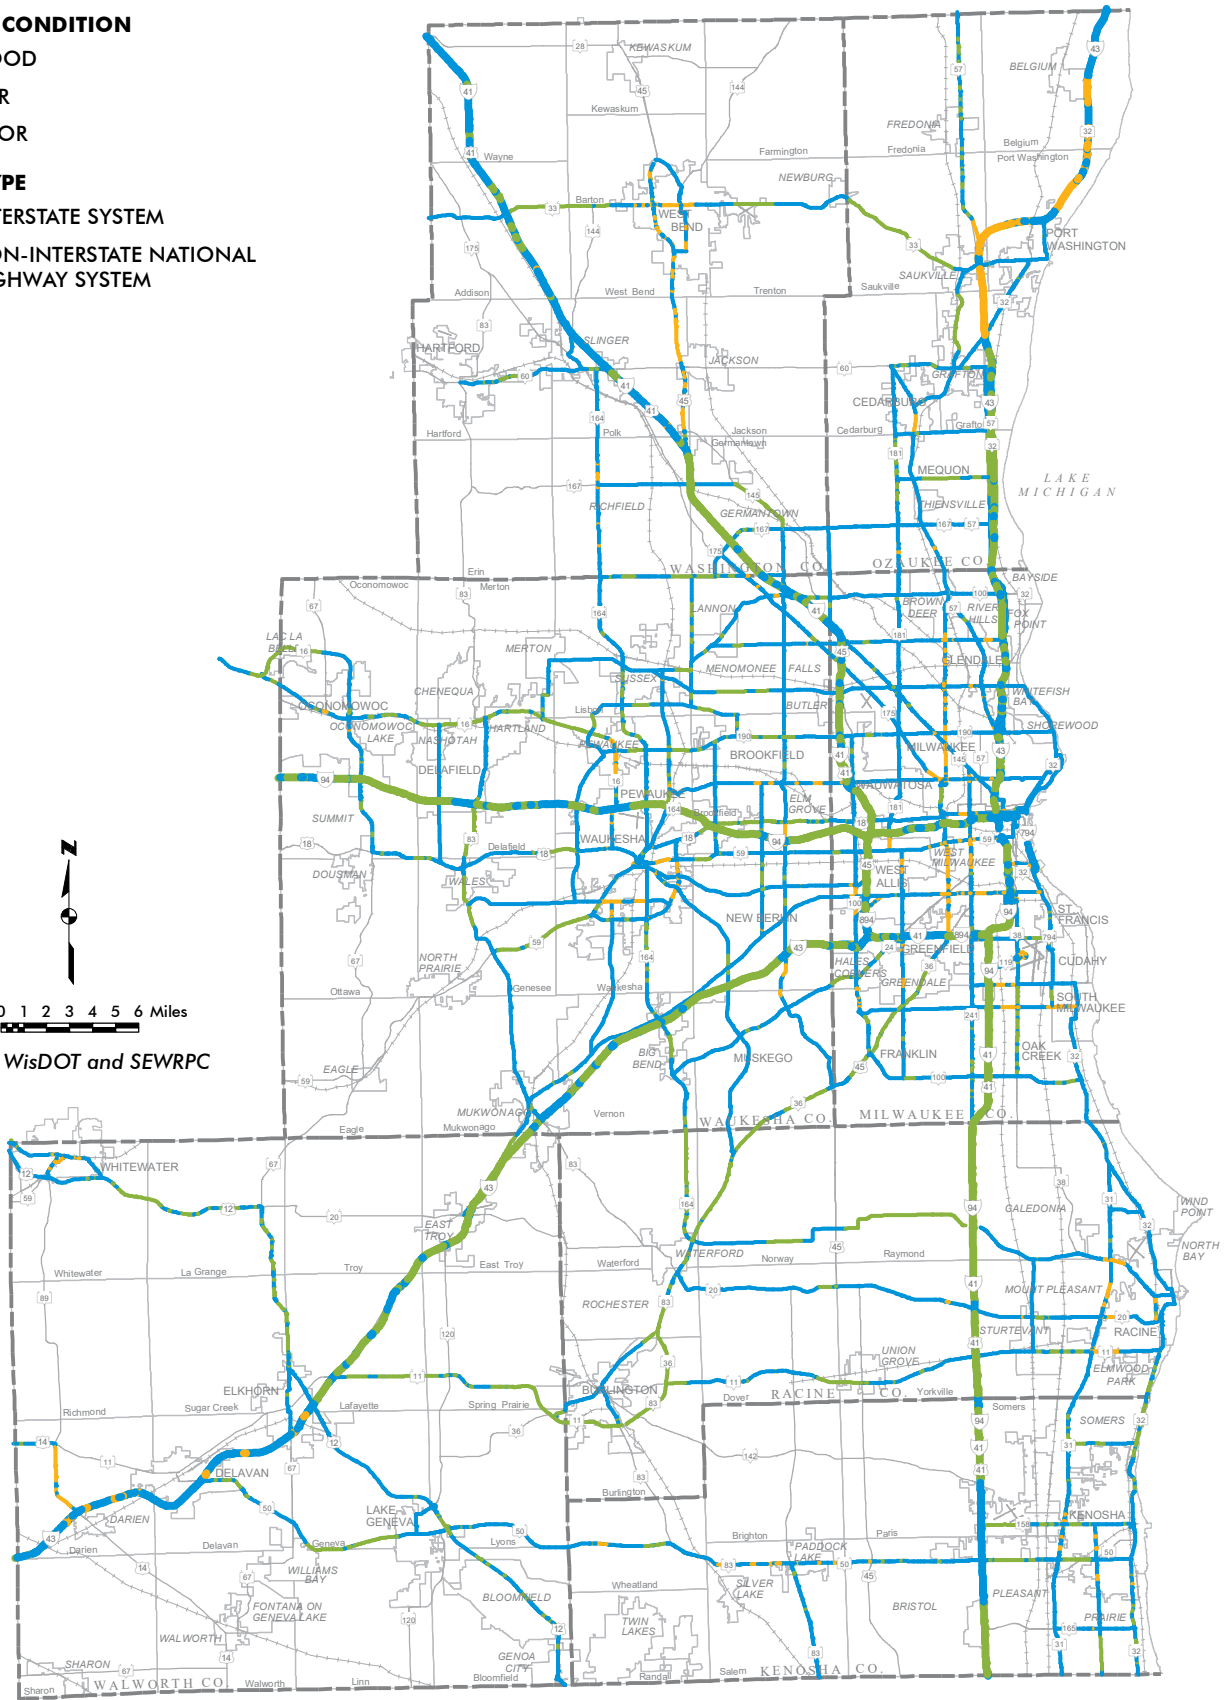 CONDITION
OOD
R
OR
PE
TERSTATE SYSTEM
ON-INTERSTATE NATIONAL
GHWAY SYSTEM
N
0 1 2 3 4 5 6 Miles
WisDOT and SEWRPC
KEWASKUM
Kewaskum
BELGIUM
FREDONIA
Wayne
Farmington
Fredonia
Belgium
Port Washington
NEWBURG
Barton
WEST
BEND
PORT
WASHINGTON
SAUKVILLE
Addison
West Bend
Trenton
Saukville
HARTFORD
SLINGER
JACKSON
GRAFTON
CEDARBURG
Hartford
Polk
Jackson
Germantown
Cedarburg
Grafto
MEQUON
LAKE
MICHIGAN
RICHFIELD
GERMANTOWN
THIENSVILLE
WASHINGTON CO.
OZAUKEE CO.
Erin
Oconomowoc
Merton
BAYSIDE
LANNON
BROWN
DEER
RIVER
HILLS
FOX
POINT
LAC LA
BELLE
MERTON
MENOMONEE FALLS
GLENDALE
SUSSEX
CHENEQUA
WHITEFISH
BAY
OCONOMOWOC
Lisbo
BUTLER
OCONOMOWOC
LAKE
HARTLAND
NASHOTAH
SHOREWOOD
PEWAUKEE
BROOKFIELD
MILWAUKEE
DELAFIELD
WAUWATOSA
PEWAUKEE
ELM
GROVE
Brookfield
SUMMIT
WAUKESHA
Delafield
WEST
MILWAUKEE
DOUSMAN
WALES
WEST
ALLIS
NEW BERLIN
ST.
FRANCIS
NORTH
PRAIRIE
GREENFIELD
HALES
CORNERS
CUDAHY
GREENDALE
Ottawa
Genesee
Waukesha
SOUTH
MILWAUKEE
BIG
BEND
MUSKEGO
FRANKLIN
OAK
CREEK
EAGLE
MUKWONAGO
Vernon
Eagle
Mukwonago
WAUKESHA CO.
MILWAUKEE CO.
WHITEWATER
EAST
TROY
CALEDONIA
WIND
POINT
WATERFORD
Norway
Raymond
NORTH
BAY
Whitewater
La Grange
Troy
East Troy
Waterford
ROCHESTER
MOUNT PLEASANT
STURTEVANT
RACINE
UNION
GROVE
ELMWOOD
PARK
ELKHORN
BURLINGTON
Dover
RACINE CO.
Yorkville
Richmond
Sugar Creek
Lafayette
Spring Prairie
Somers
SOMERS
DELAVAN
Burlington
DARIEN
LAKE
GENEVA
KENOSHA
Darien
Delavan
Geneva
Lyons
Brighton
Paris
PADDOCK
LAKE
WILLIAMS
BAY
BLOOMFIELD
Wheatland
SILVER
LAKE
PLEASANT
PRAIRIE
FONTANA ON
GENEVA LAKE
BRISTOL
TWIN
LAKES
WALWORTH
GENOA
CITY
SHARON
Sharon
WALWORTH CO.
Walworth
Linn
Bloomfield
Randall
Salem
KENOSHA CO.